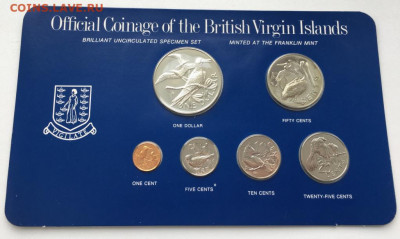 COINS.LAVE.RU
Official Coinage of the British Virgin Islands
BRILLIANT UNCIRCULATED SPECIMEN SET MINTED AT THE FRANKLIN MINT
ONE DOLLAR
FIFTY CENTS
VIGILATE
ONE CENT
FIVE CENTS
TEN CENTS
TWENTY-FIVE CENTS